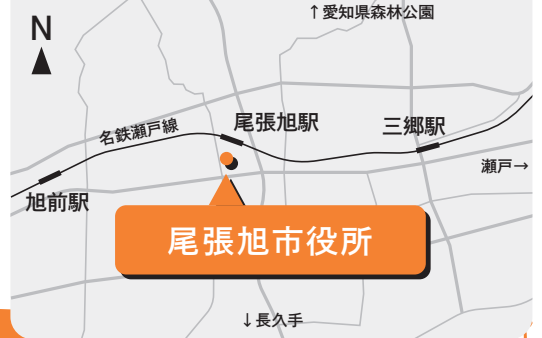 ↑愛知県森林公園
N
尾張旭駅
三郷駅
名鉄瀬戸線
瀬戸→
旭前駅
尾張旭市役所
↓長久手